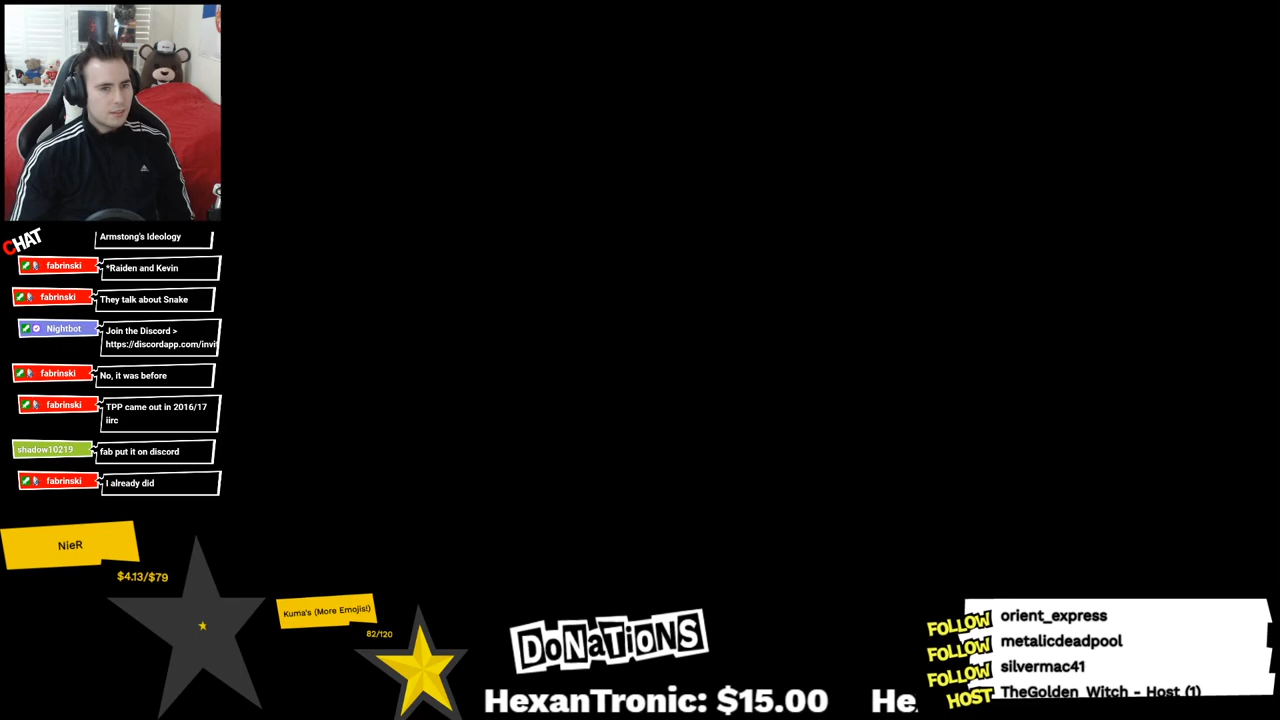 CHAT
Armstong's Ideology
fabrinski
*Raiden and Kevin
fabrinski
They talk about Snake
Nightbot
Join the Discord >
https://discordapp.com/invi
fabrinski
No, it was before
fabrinski
TPP came out in 2016/17
iirc
shadow10219
fab put it on discord
fabrinski
I already did
NieR
$4.13/$79
Kuma's (More Emojis!)
82/120
DoNaTiONS
HexanTronic: $15.00 He
FOLLOW orient_express
FOLLOW metalicdeadpool
FOLLOW silvermac41
HOST TheGolden_Witch - Host (1)